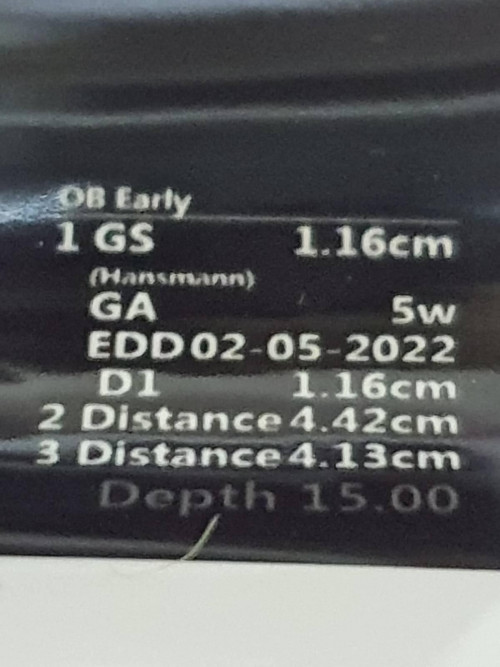 OB Early
1 GS 1.16cm
(Hansmann)
GA 5w
EDD 02-05-2022
D1 1.16cm
2 Distance 4.42cm
3 Distance 4.13cm
Depth 15.00